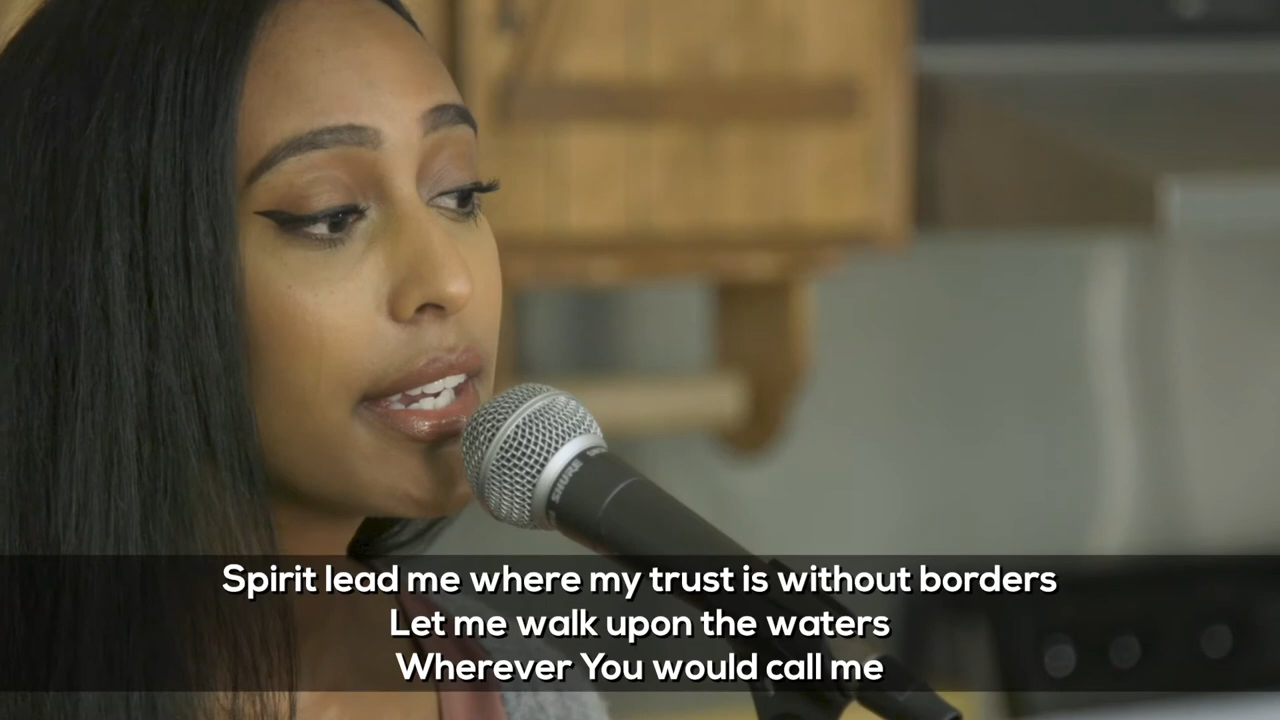 SHURE
Spirit lead me where my trust is without borders
Let me walk upon the waters
Wherever You would call me